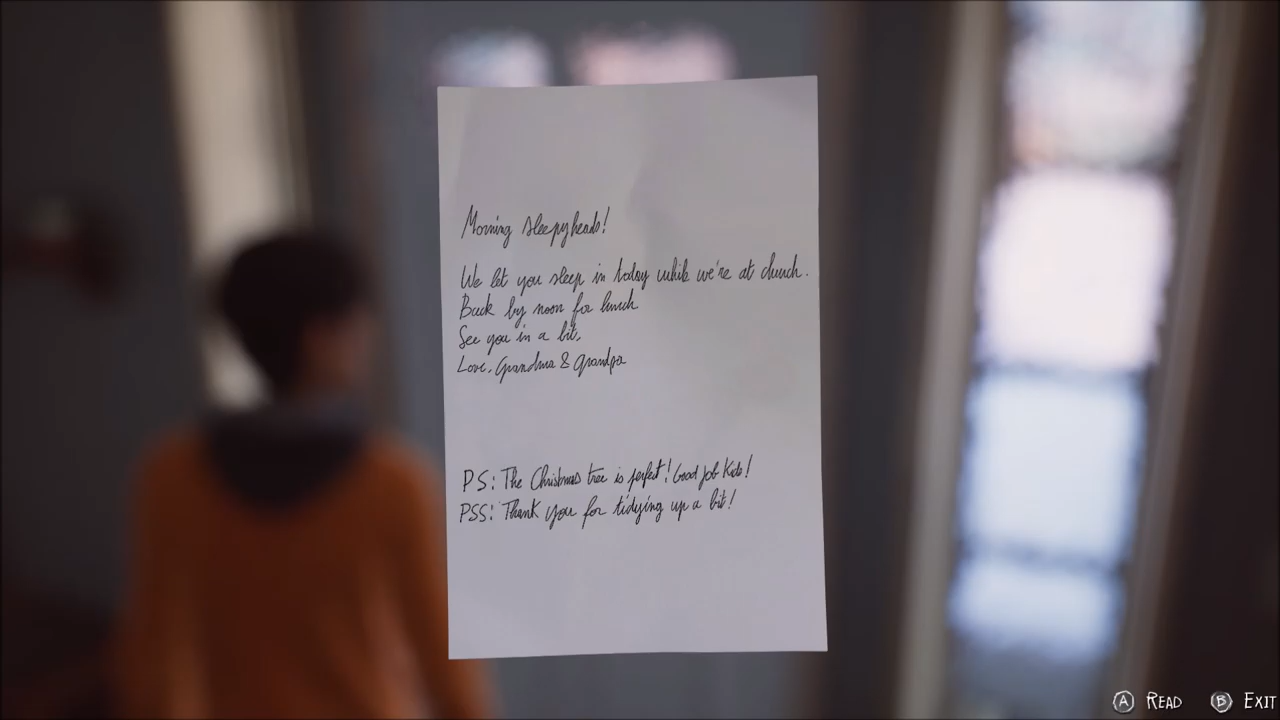 Morning sleepyheads!
We let you sleep in today while we're at church.
Back by noon for lunch
See you in a bit.
Love, Grandma & Grandpa
PS: The Christmas tree is perfect! Good job kids!
PSS: Thank you for tidying up a bit!
A READ B EXIT